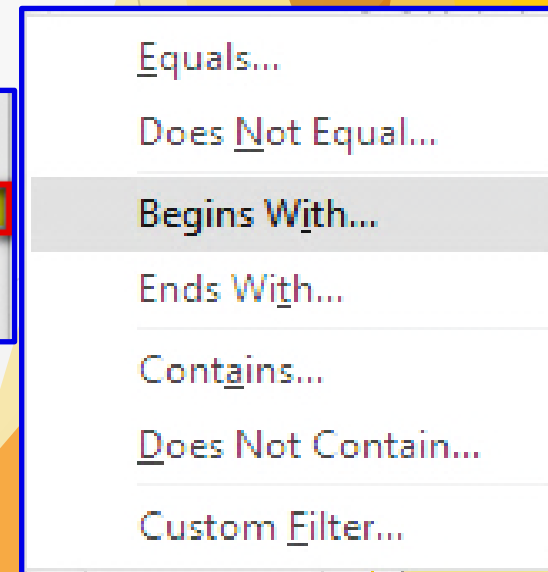 Equals...
Does Not Equal...
Begins With...
Ends With...
Contains...
Does Not Contain...
Custom Filter...